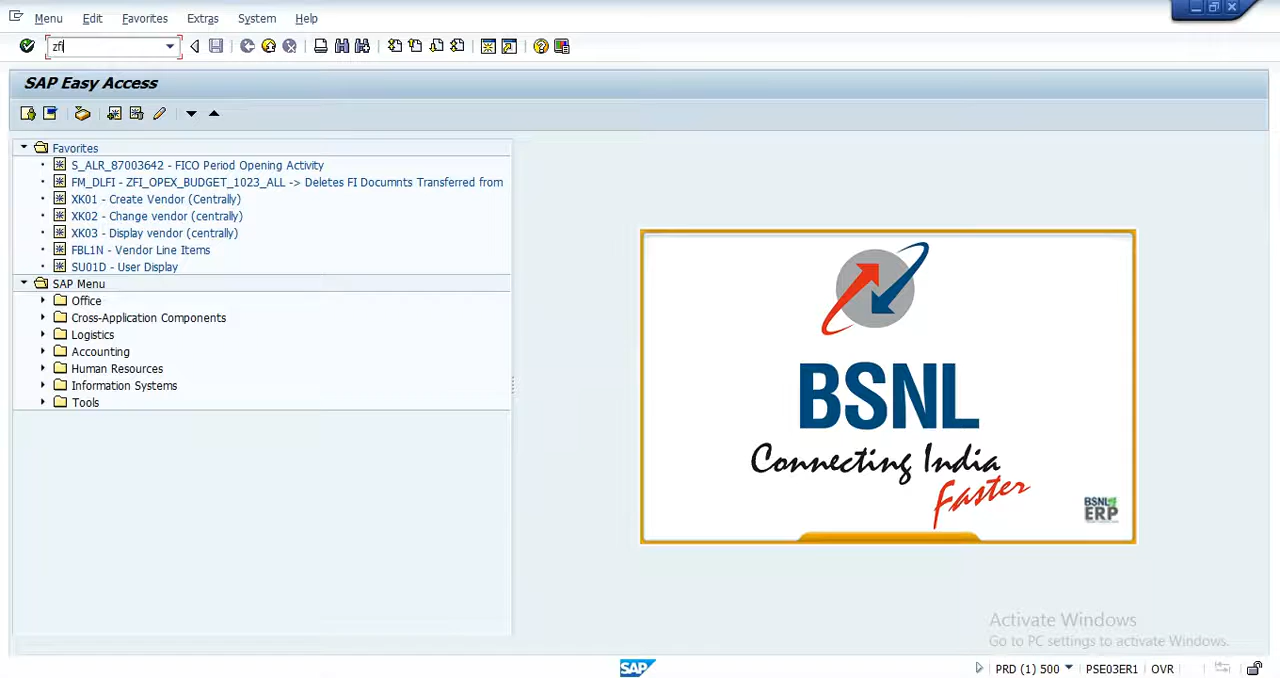 Menu Edit Favorites Extras System Help
zfi
SAP Easy Access
Favorites
S_ALR_87003642 - FICO Period Opening Activity
FM_DLFI - ZFI_OPEX_BUDGET_1023_ALL -> Deletes FI Documnts Transferred from
XK01 - Create Vendor (Centrally)
XK02 - Change vendor (centrally)
XK03 - Display vendor (centrally)
FBL1N - Vendor Line Items
SU01D - User Display
SAP Menu
Office
Cross-Application Components
Logistics
Accounting
Human Resources
Information Systems
Tools
BSNL
Connecting India
Faster
BSNL
ERP
Activate Windows
Go to PC settings to activate Windows.
SAP
PRD (1) 500 PSE03ER1 OVR